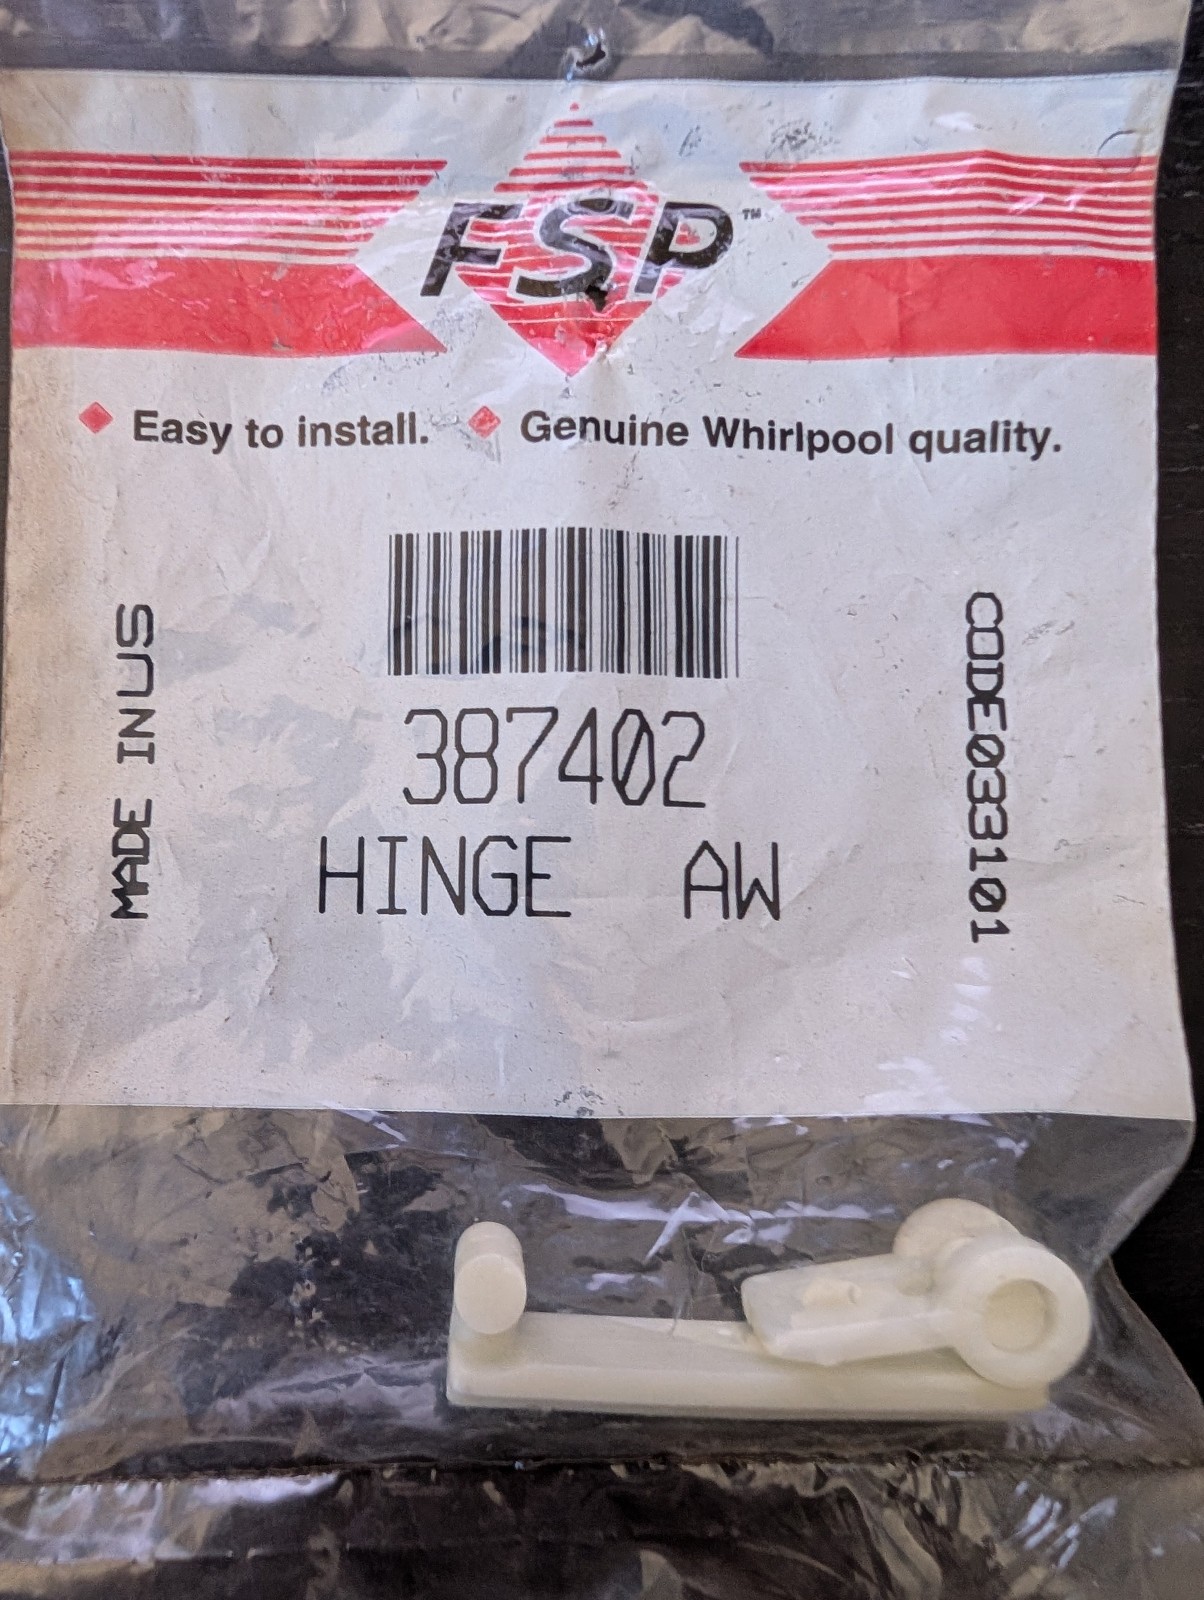 FSP™
Easy to install. Genuine Whirlpool quality.
MADE IN US
387402
HINGE AW
CODE033101